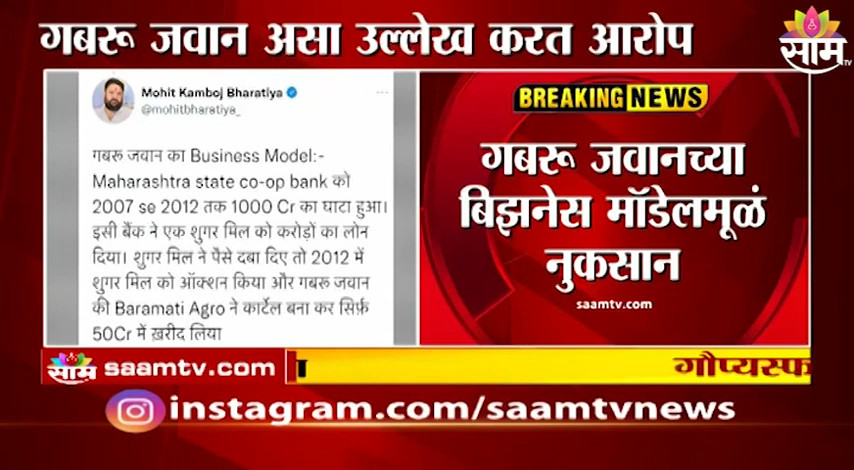 गबरू जवान असा उल्लेख करत आरोप
साम TV
Mohit Kamboj Bharatiya
@mohitbharatiya_
गबरू जवान का Business Model:-
Maharashtra state co-op bank को
2007 se 2012 तक 1000 Cr का घाटा हुआ।
इसी बैंक ने एक शुगर मिल को करोड़ों का लोन
दिया। शुगर मिल ने पैसे दबा दिए तो 2012 में
शुगर मिल को ऑक्शन किया और गबरू जवान
की Baramati Agro ने कार्टेल बना कर सिर्फ़
50Cr में ख़रीद लिया
BREAKING NEWS
गबरू जवानच्या
बिझनेस मॉडेलमूळं
नुकसान
saamtv.com
साम saamtv.com
गौप्यस्फ
instagram.com/saamtvnews